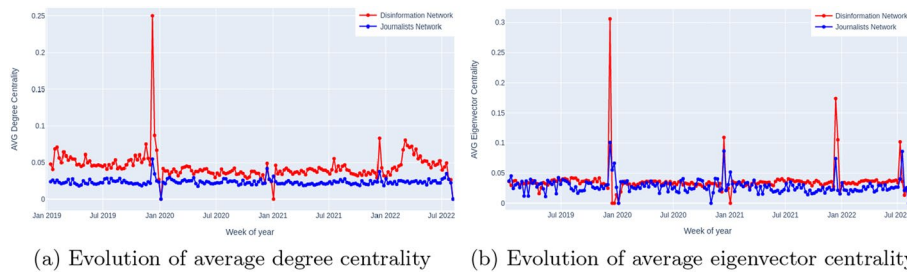 Disinformation Network
Journalists Network
0.25
0.2
0.15
0.1
0.05
0
AVG Degree Centrality
Jan 2019
Jul 2019
Jan 2020
Jul 2020
Jan 2021
Jul 2021
Jan 2022
Jul 2022
Week of year
(a) Evolution of average degree centrality
Disinformation Network
Journalists Network
0.3
0.25
0.2
0.15
0.1
0.05
0
AVG Eigenvector Centrality
Jul 2019
Jan 2020
Jul 2020
Jan 2021
Jul 2021
Jan 2022
Jul 2022
Week of year
(b) Evolution of average eigenvector centrality